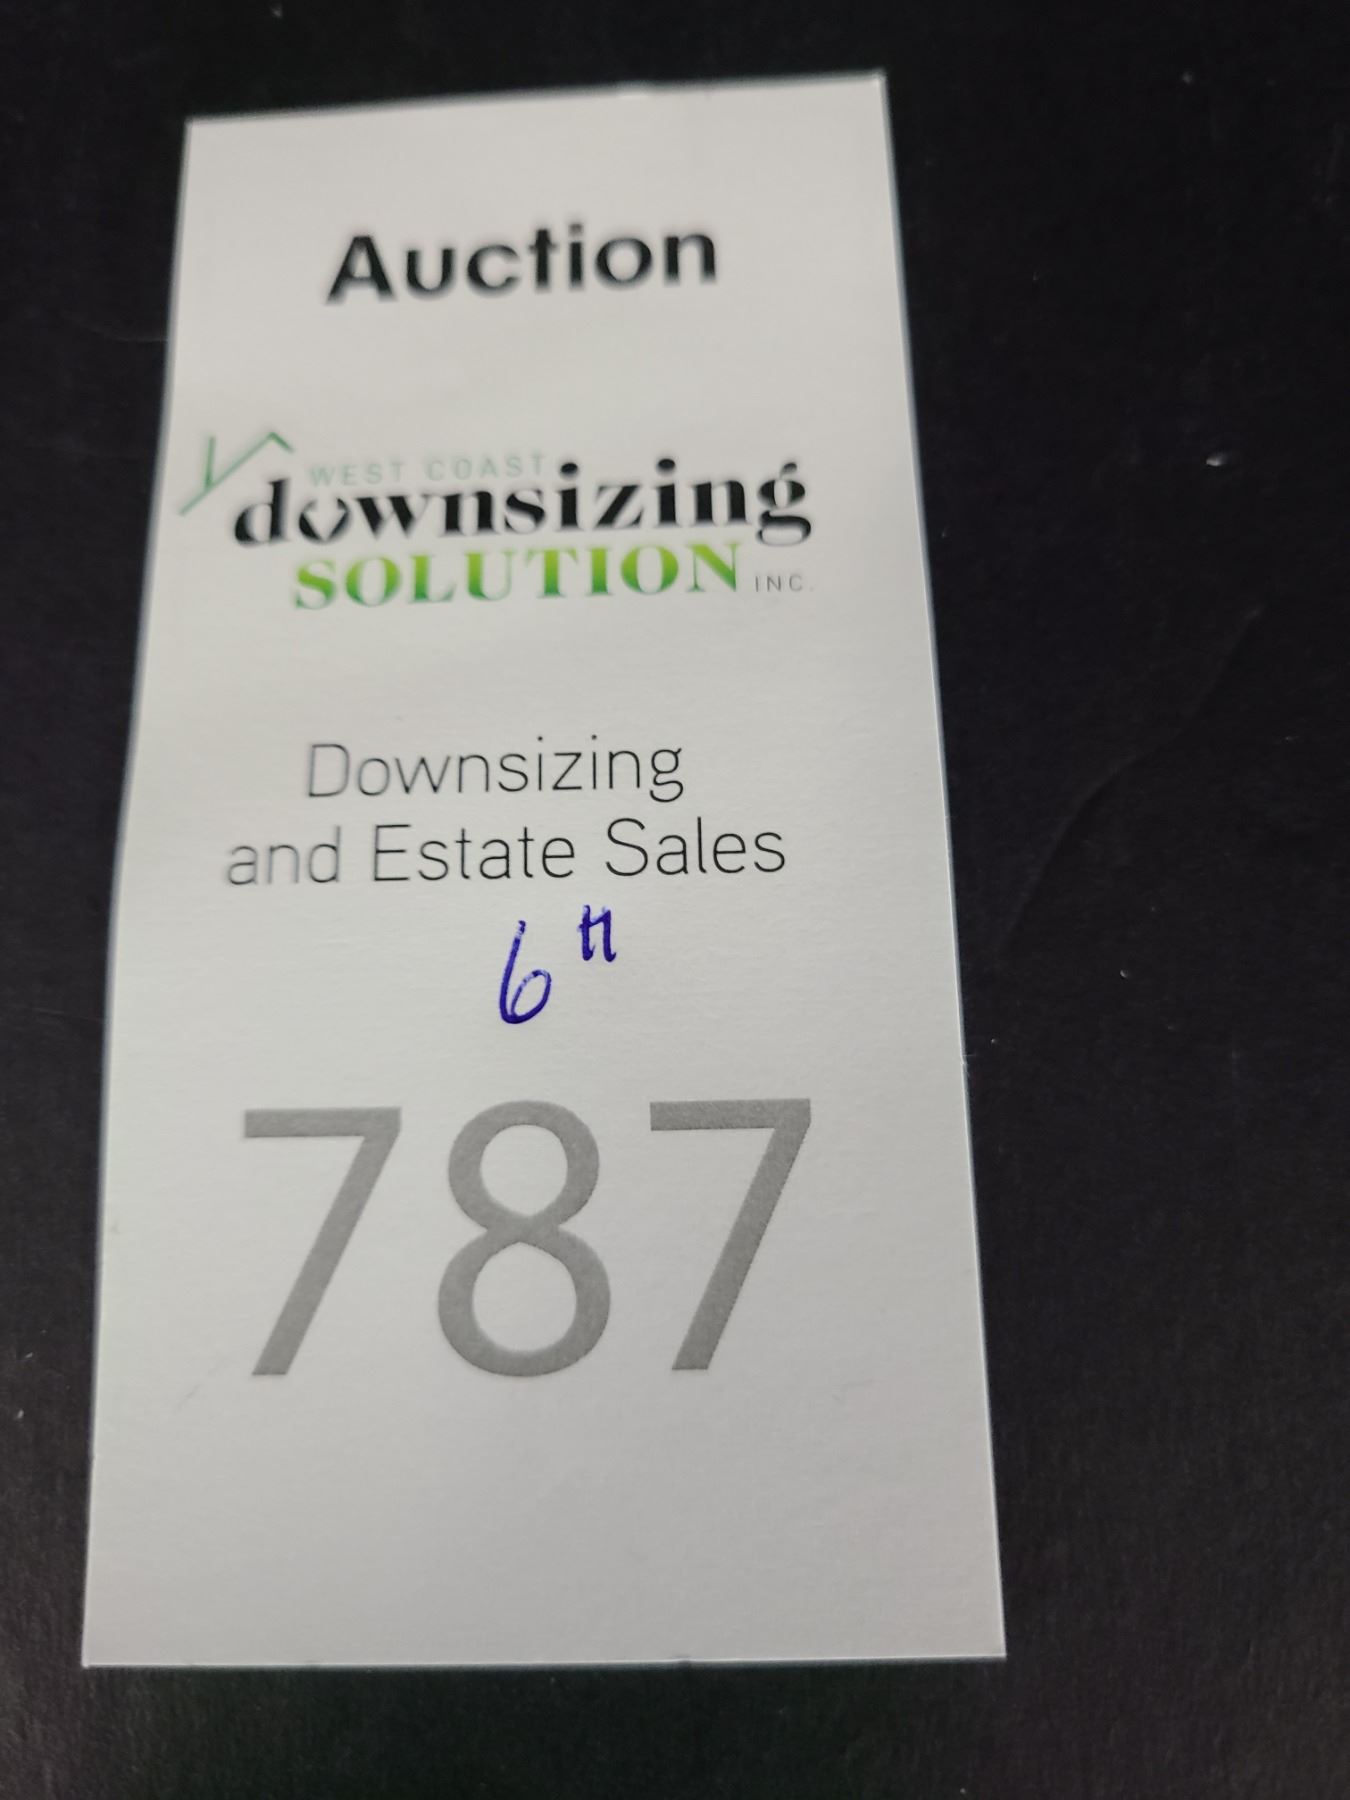 Auction
WEST COAST
downsizing
SOLUTION INC.
Downsizing
and Estate Sales
6"
787